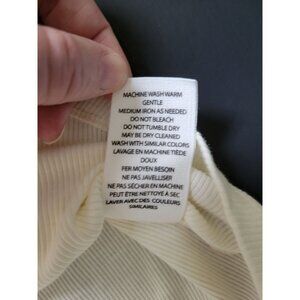 MACHINE WASH WARM
GENTLE
MEDIUM IRON AS NEEDED
DO NOT BLEACH
DO NOT TUMBLE DRY
MAY BE DRY CLEANED
WASH WITH SIMILAR COLORS
LAVAGE EN MACHINE TIÈDE
DOUX
FER MOYEN BESOIN
NE PAS JAVELLISER
NE PAS SÉCHER EN MACHINE
PEUT ÊTRE NETTOYÉ À SEC
LAVER AVEC DES COULEURS
SIMILAIRES